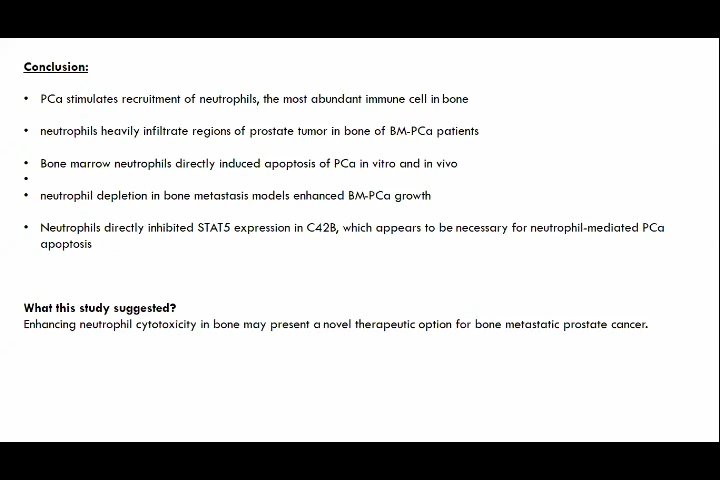 Conclusion:
• PCa stimulates recruitment of neutrophils, the most abundant immune cell in bone
• neutrophils heavily infiltrate regions of prostate tumor in bone of BM-PCa patients
• Bone marrow neutrophils directly induced apoptosis of PCa in vitro and in vivo
•
• neutrophil depletion in bone metastasis models enhanced BM-PCa growth
• Neutrophils directly inhibited STAT5 expression in C42B, which appears to be necessary for neutrophil-mediated PCa
apoptosis
What this study suggested?
Enhancing neutrophil cytotoxicity in bone may present a novel therapeutic option for bone metastatic prostate cancer.